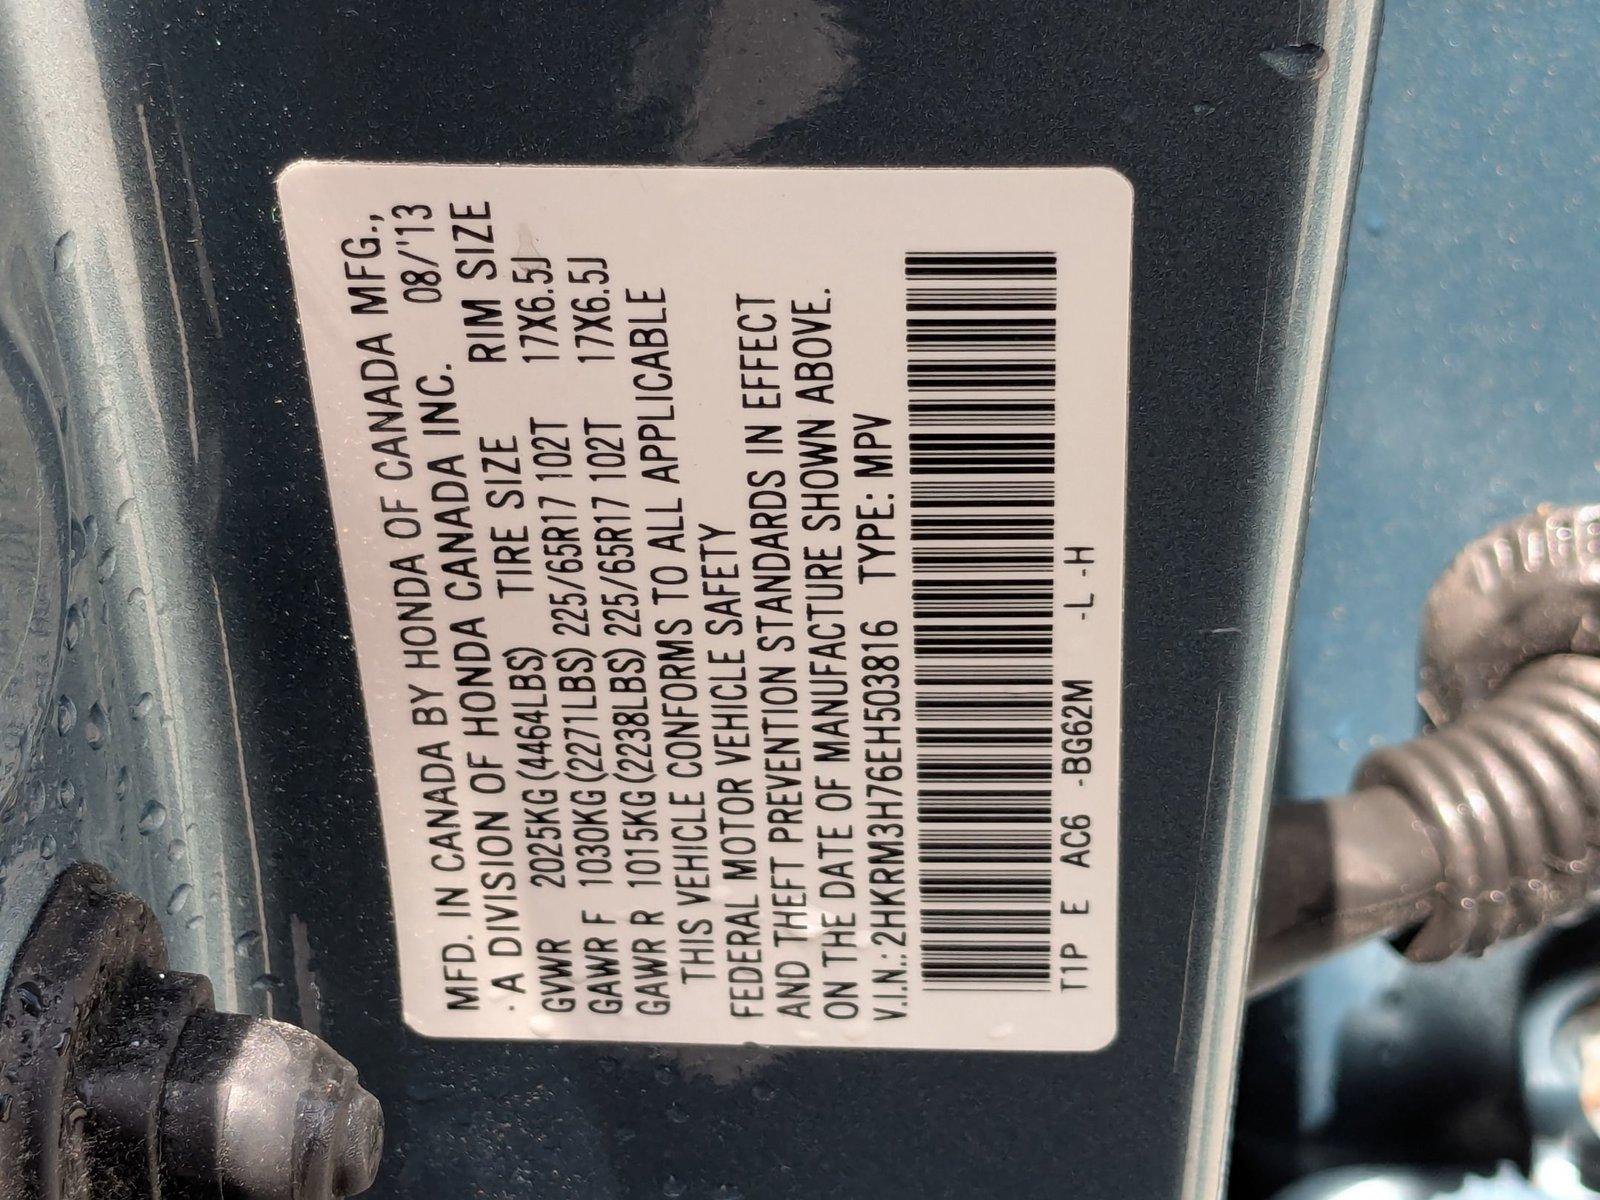 MFD. IN CANADA BY HONDA OF CANADA MFG.,
A DIVISION OF HONDA CANADA INC. 08/'13
TIRE SIZE RIM SIZE
GVWR 2025KG(4464LBS)
GAWR F 1030KG(2271LBS) 225/65R17 102T 17X6.5J
GAWR R 1015KG(2238LBS) 225/65R17 102T 17X6.5J
THIS VEHICLE CONFORMS TO ALL APPLICABLE
FEDERAL MOTOR VEHICLE SAFETY
AND THEFT PREVENTION STANDARDS IN EFFECT
ON THE DATE OF MANUFACTURE SHOWN ABOVE.
V.I.N.:2HKRM3H76EH503816 TYPE: MPV
T1P E AC6 -BG62M -L -H